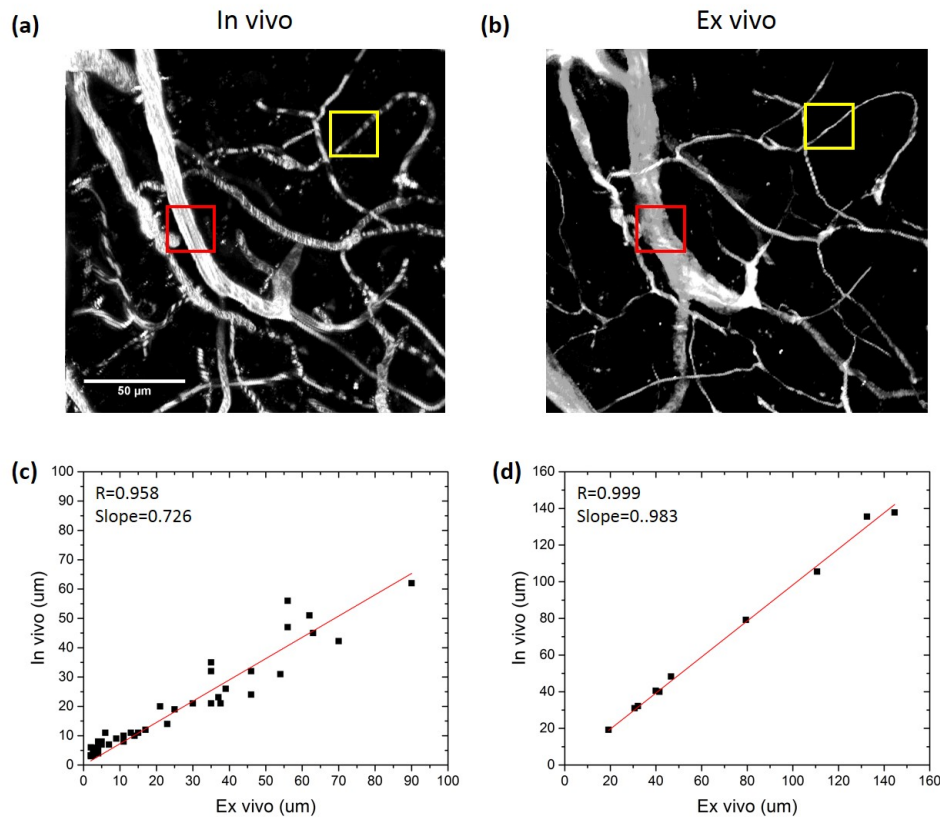 (a)
In vivo
(b)
Ex vivo
50 µm
(c)
R=0.958
Slope=0.726
100
90
80
70
60
50
40
30
20
10
0
In vivo (um)
0 10 20 30 40 50 60 70 80 90 100
Ex vivo (um)
(d)
R=0.999
Slope=0..983
160
140
120
100
80
60
40
20
0
In vivo (um)
0 20 40 60 80 100 120 140 160
Ex vivo (um)